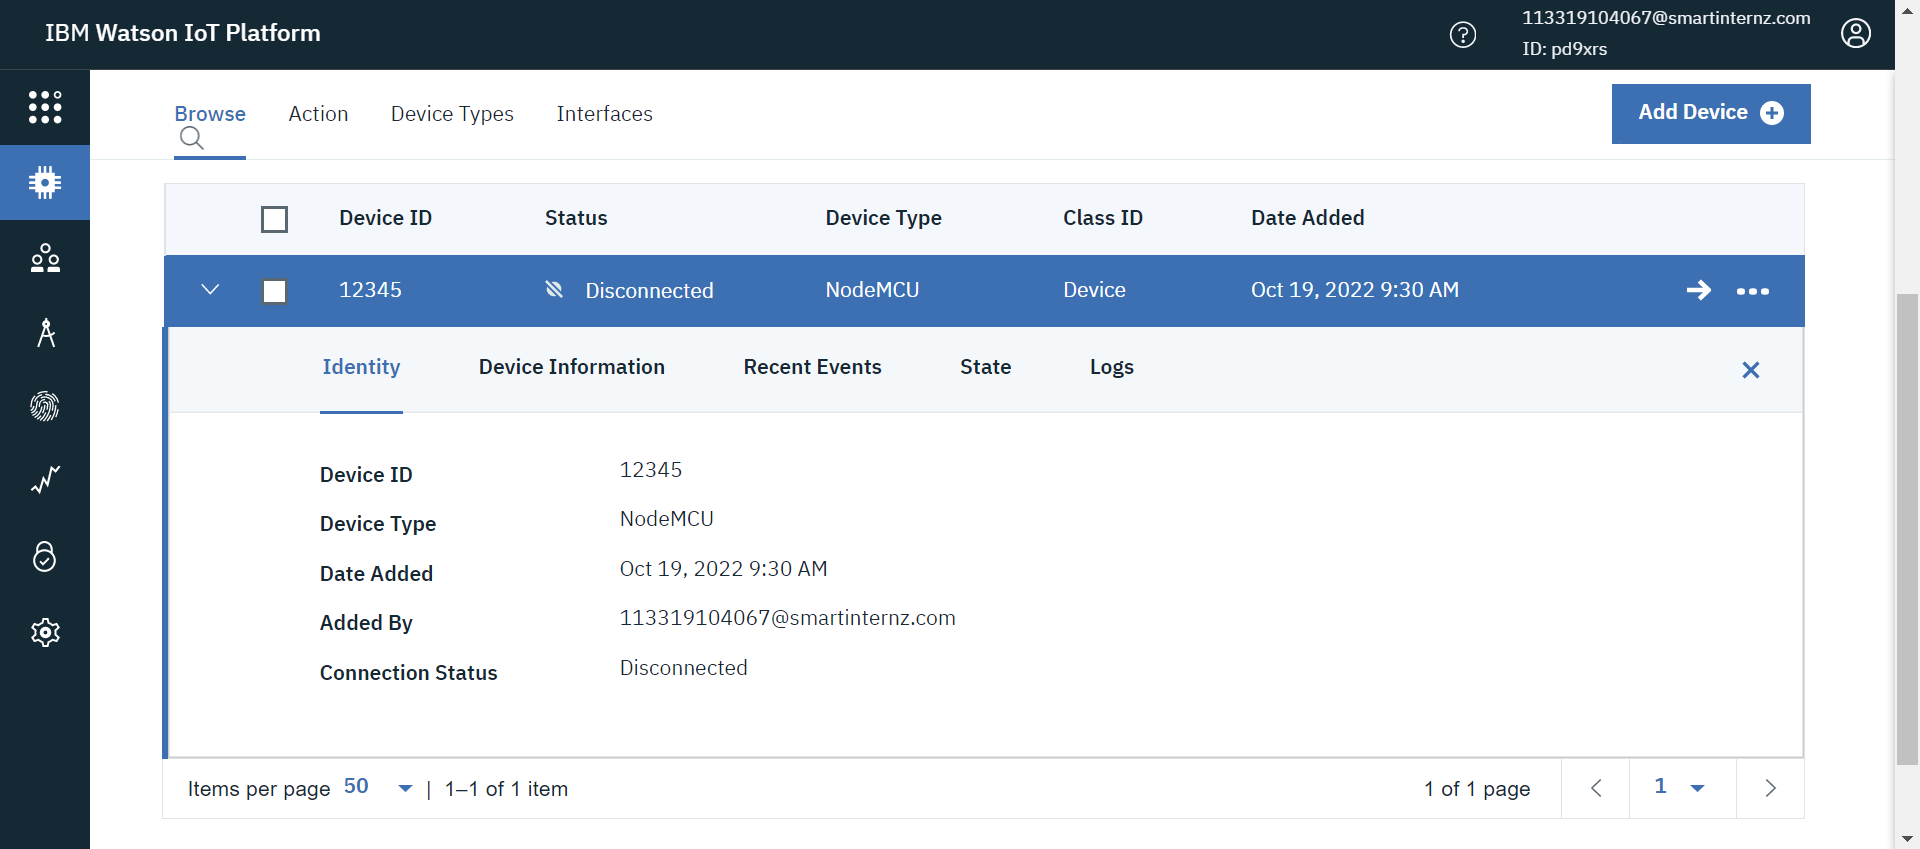 IBM Watson IoT Platform
113319104067@smartinternz.com
ID: pd9xrs
Browse Action Device Types Interfaces
Add Device
Device ID Status Device Type Class ID Date Added
12345 Disconnected NodeMCU Device Oct 19, 2022 9:30 AM
Identity Device Information Recent Events State Logs
Device ID 12345
Device Type NodeMCU
Date Added Oct 19, 2022 9:30 AM
Added By 113319104067@smartinternz.com
Connection Status Disconnected
Items per page 50 | 1–1 of 1 item 1 of 1 page 1